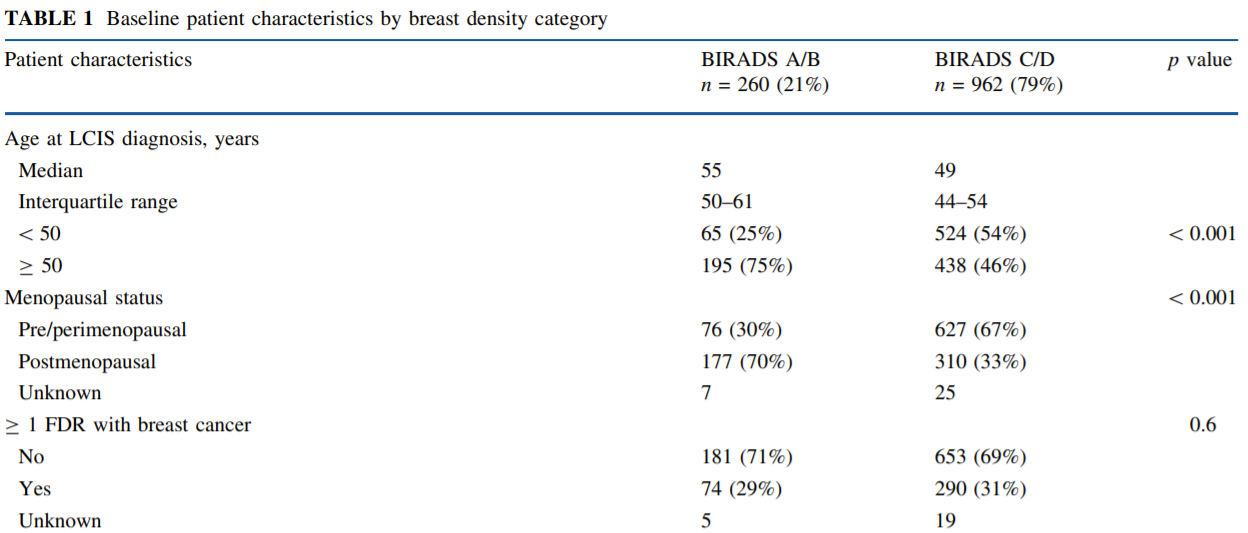 TABLE 1 Baseline patient characteristics by breast density category
Patient characteristics BIRADS A/B BIRADS C/D p value
n = 260 (21%) n = 962 (79%)
Age at LCIS diagnosis, years
Median 55 49
Interquartile range 50–61 44–54
< 50 65 (25%) 524 (54%) < 0.001
≥ 50 195 (75%) 438 (46%)
Menopausal status < 0.001
Pre/perimenopausal 76 (30%) 627 (67%)
Postmenopausal 177 (70%) 310 (33%)
Unknown 7 25
≥ 1 FDR with breast cancer 0.6
No 181 (71%) 653 (69%)
Yes 74 (29%) 290 (31%)
Unknown 5 19